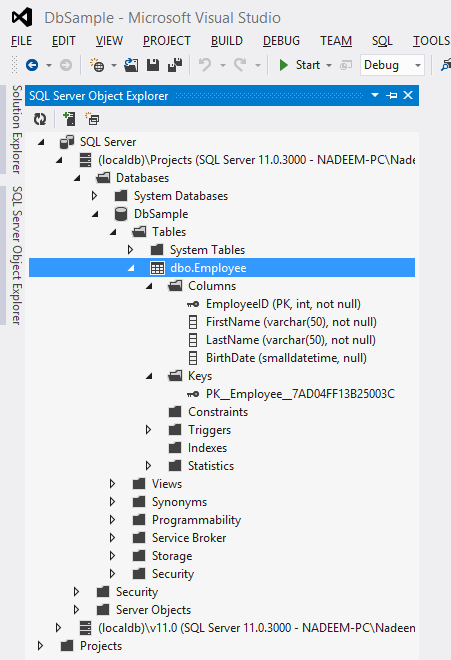 DbSample - Microsoft Visual Studio
FILE EDIT VIEW PROJECT BUILD DEBUG TEAM SQL TOOLS
Start Debug
Solution Explorer
SQL Server Object Explorer
SQL Server Object Explorer
SQL Server
(localdb)\Projects (SQL Server 11.0.3000 - NADEEM-PC\Nadee
Databases
System Databases
DbSample
Tables
System Tables
dbo.Employee
Columns
EmployeeID (PK, int, not null)
FirstName (varchar(50), not null)
LastName (varchar(50), not null)
BirthDate (smalldatetime, null)
Keys
PK__Employee__7AD04FF13B25003C
Constraints
Triggers
Indexes
Statistics
Views
Synonyms
Programmability
Service Broker
Storage
Security
Security
Server Objects
(localdb)\v11.0 (SQL Server 11.0.3000 - NADEEM-PC\Nadeen
Projects